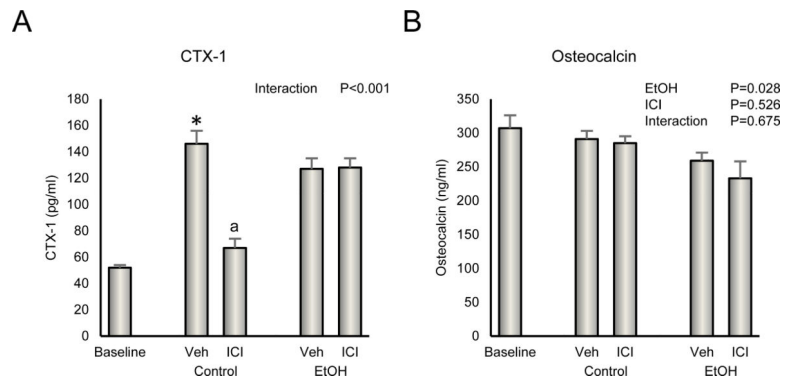 A
CTX-1
Interaction P<0.001
180
160
140
120
100
80
60
40
20
0
CTX-1 (pg/ml)
*
a
Baseline Veh ICI Veh ICI
Control EtOH
B
Osteocalcin
EtOH P=0.028
ICI P=0.526
Interaction P=0.675
350
300
250
200
150
100
50
0
Osteocalcin (ng/ml)
Baseline Veh ICI Veh ICI
Control EtOH